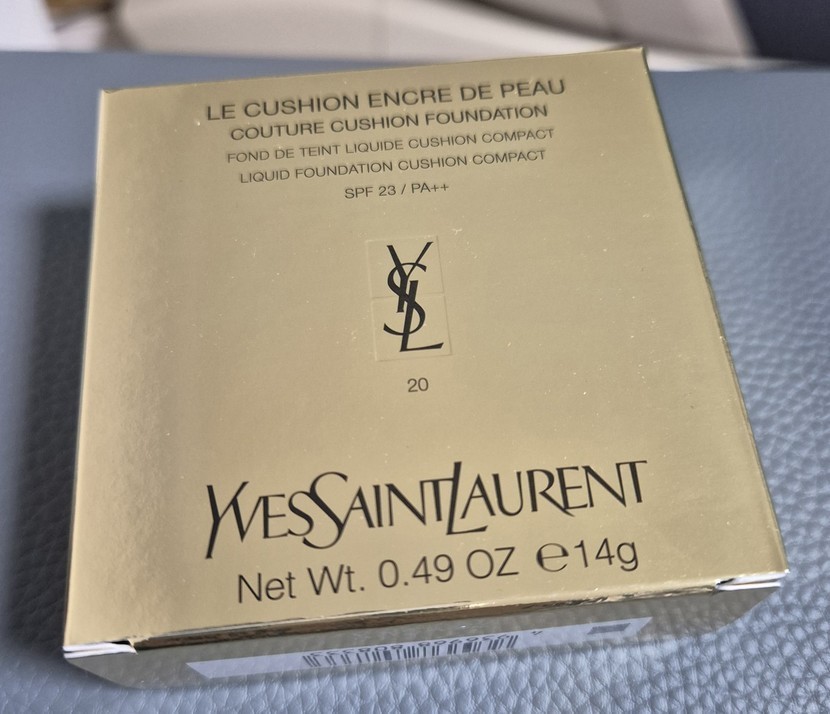 LE CUSHION ENCRE DE PEAU
COUTURE CUSHION FOUNDATION
FOND DE TEINT LIQUIDE CUSHION COMPACT
LIQUID FOUNDATION CUSHION COMPACT
SPF 23 / PA++
YSL
20
YVESSAINTLAURENT
Net Wt. 0.49 OZ ℮14g